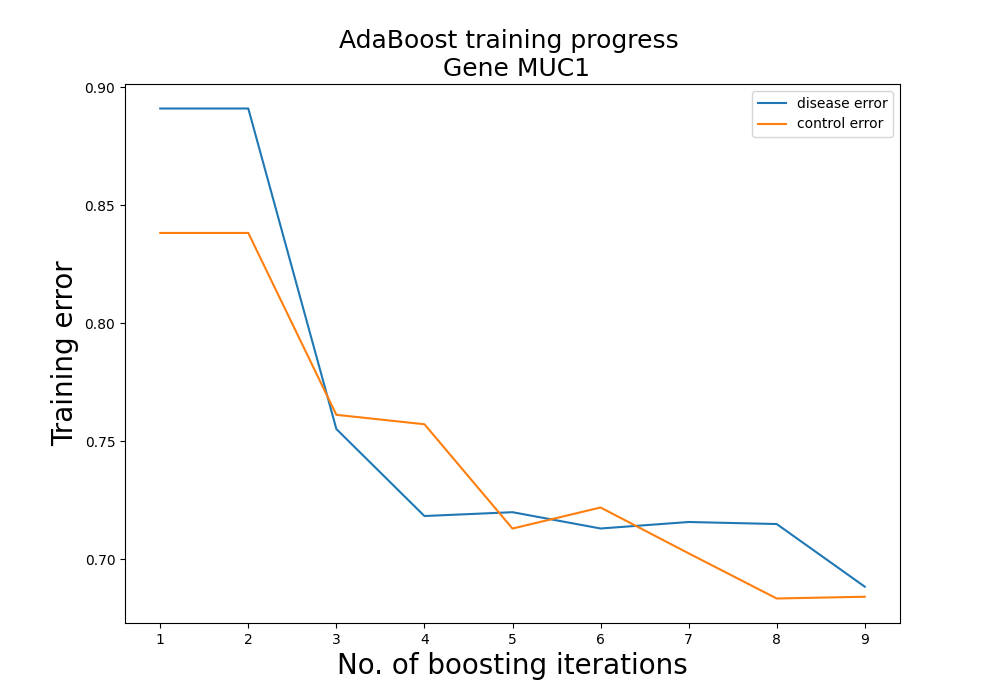 AdaBoost training progress
Gene MUC1
disease error
control error
Training error
0.90
0.85
0.80
0.75
0.70
1 2 3 4 5 6 7 8 9
No. of boosting iterations